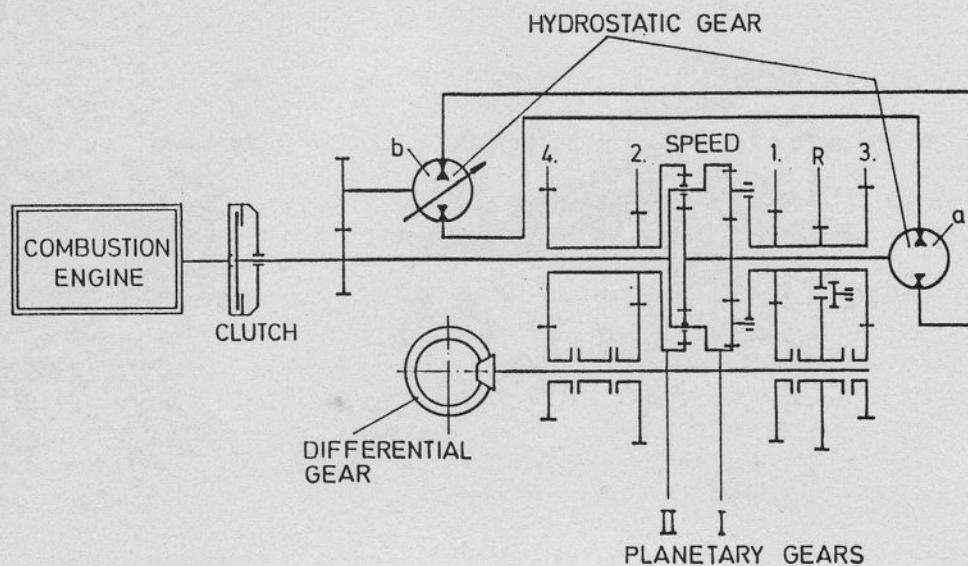 HYDROSTATIC GEAR
b
4.
2.
SPEED
1.
R
3.
a
COMBUSTION
ENGINE
CLUTCH
DIFFERENTIAL
GEAR
II
I
PLANETARY GEARS